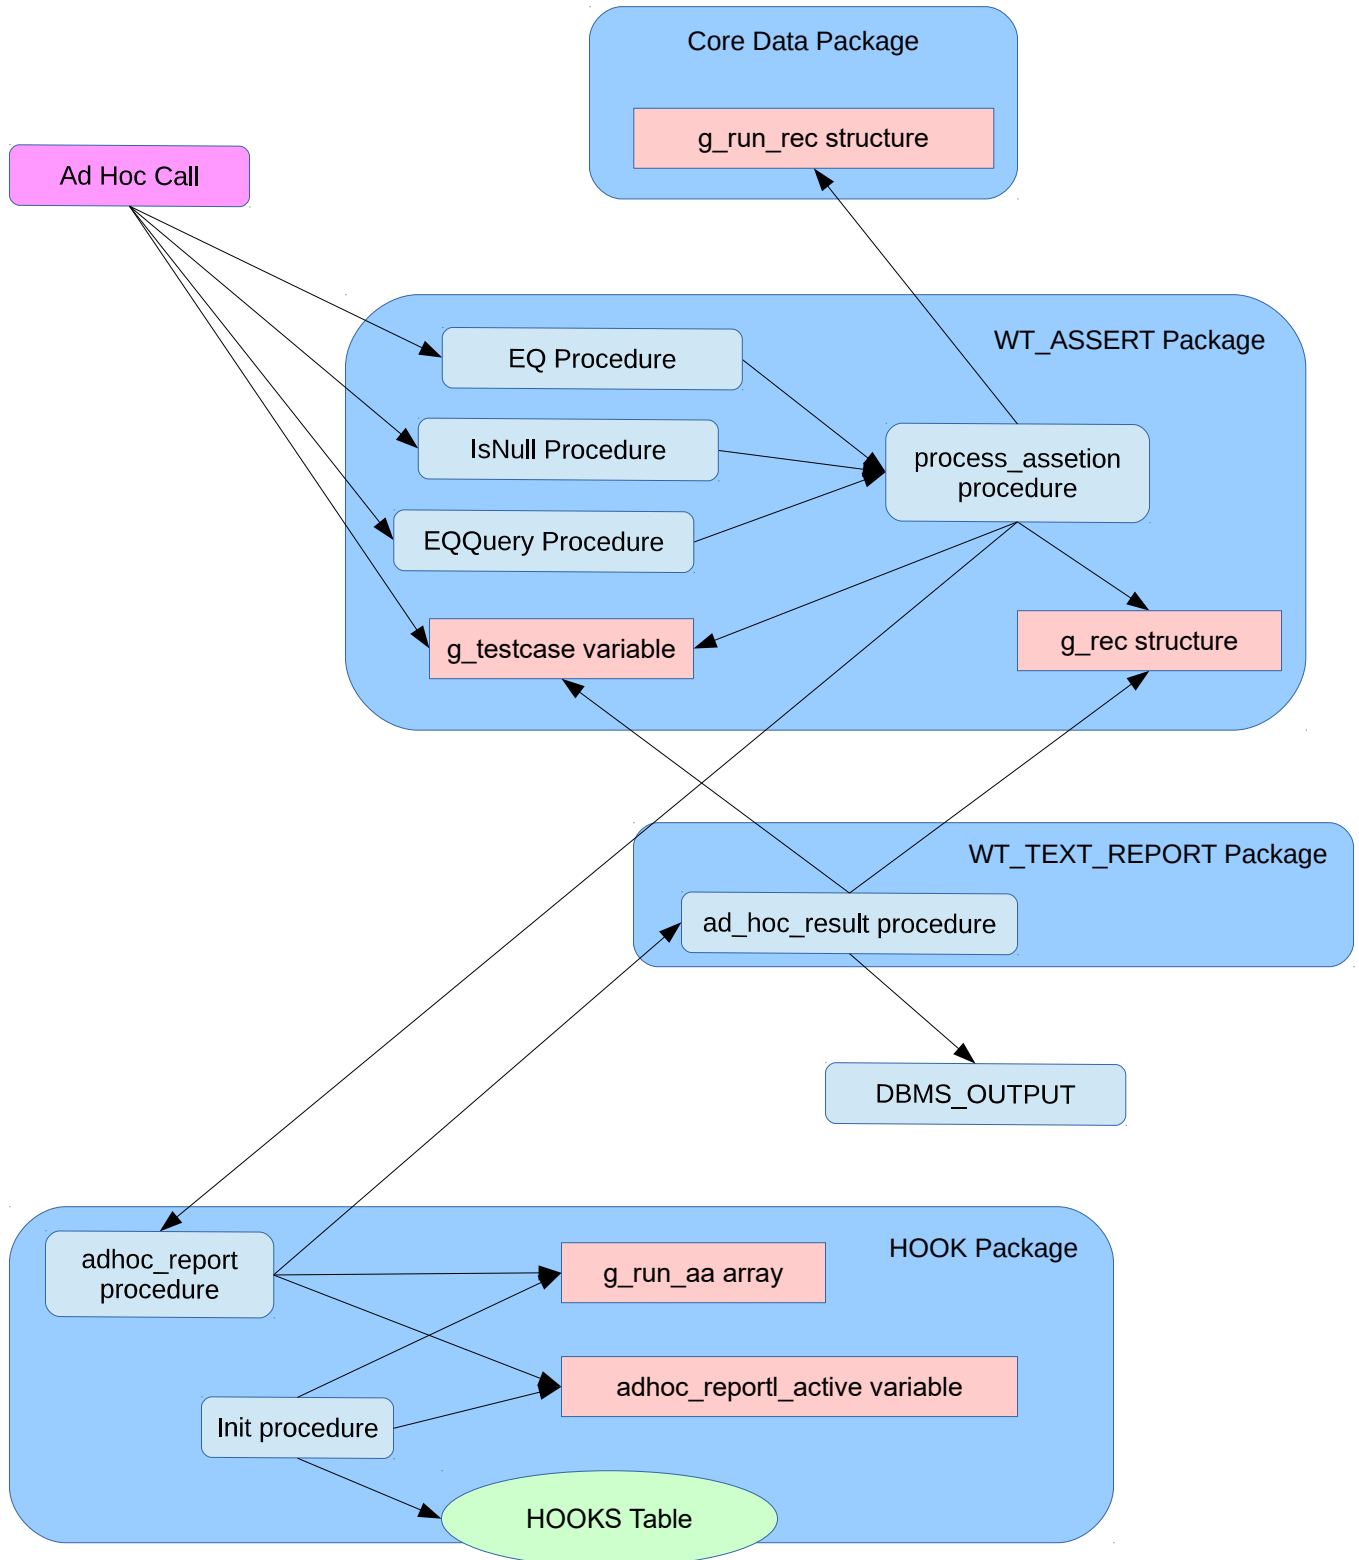 Core Data Package
g_run_rec structure
Ad Hoc Call
WT_ASSERT Package
EQ Procedure
IsNull Procedure
process_assetion
procedure
EQQuery Procedure
g_testcase variable
g_rec structure
WT_TEXT_REPORT Package
ad_hoc_result procedure
DBMS_OUTPUT
HOOK Package
adhoc_report
procedure
g_run_aa array
adhoc_reportl_active variable
Init procedure
HOOKS Table